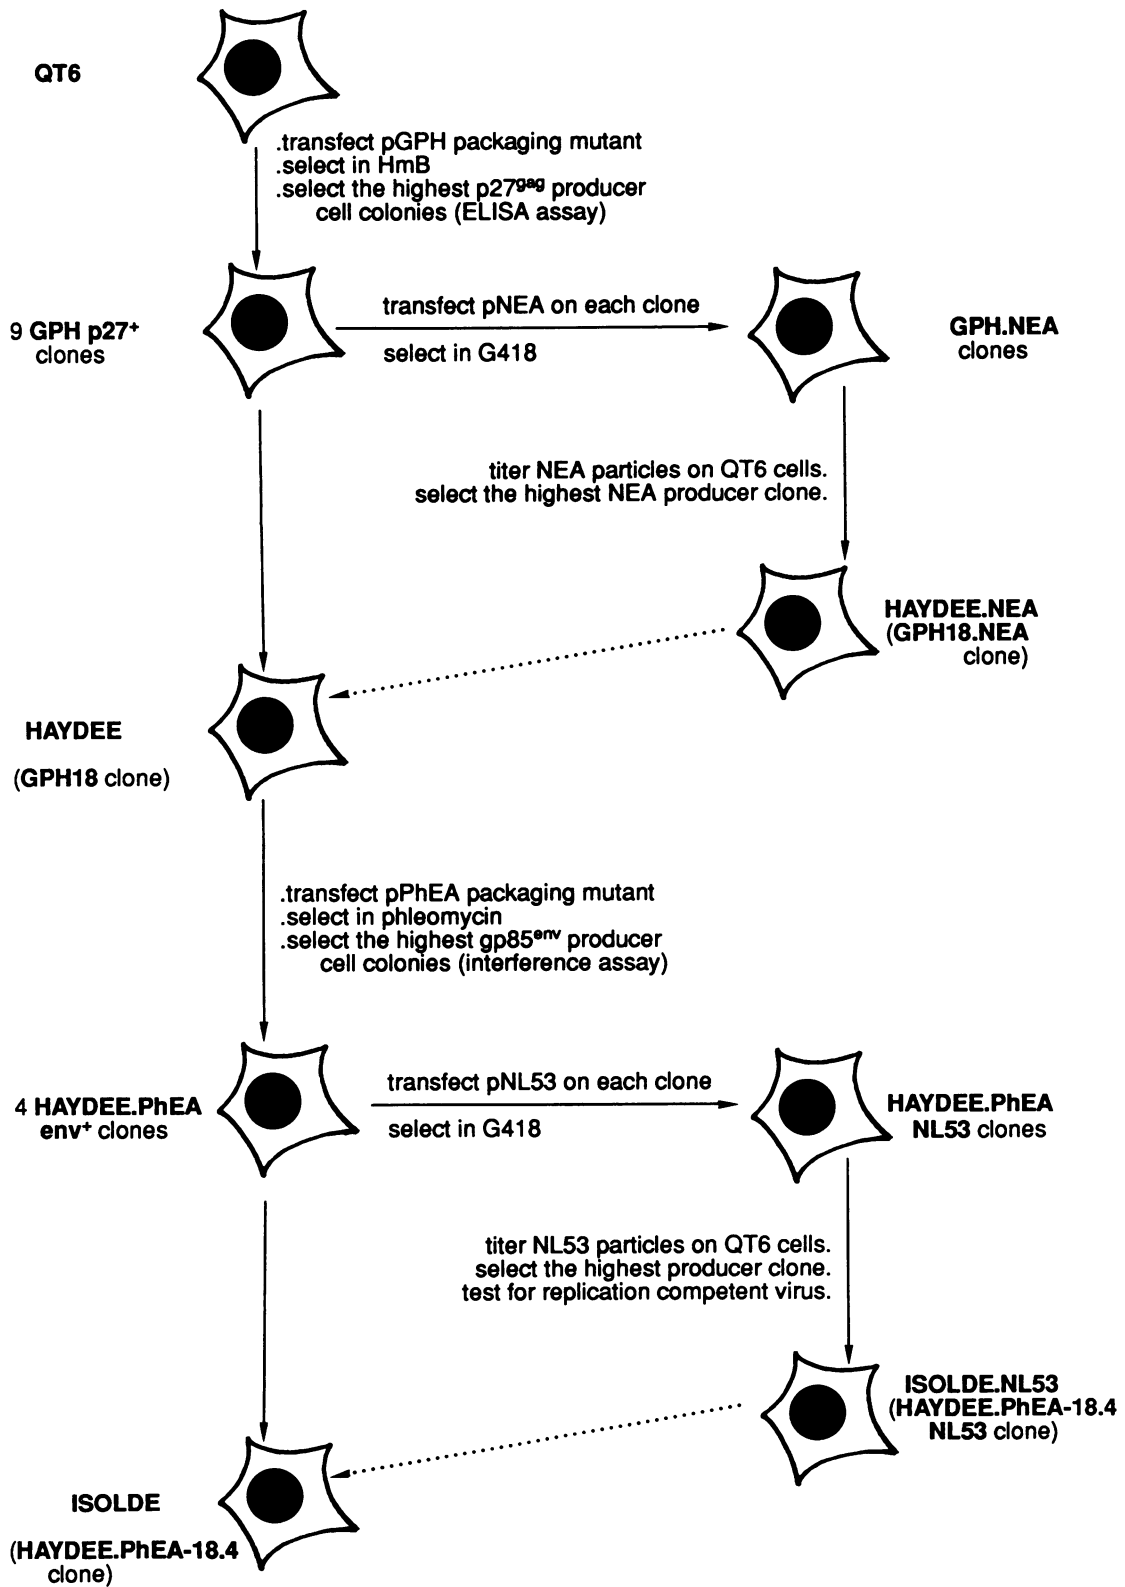 QT6
.transfect pGPH packaging mutant
.select in HmB
.select the highest p27gag producer
cell colonies (ELISA assay)
9 GPH p27+
clones
transfect pNEA on each clone
select in G418
GPH.NEA
clones
titer NEA particles on QT6 cells.
select the highest NEA producer clone.
HAYDEE.NEA
(GPH18.NEA
clone)
HAYDEE
(GPH18 clone)
.transfect pPhEA packaging mutant
.select in phleomycin
.select the highest gp85env producer
cell colonies (interference assay)
4 HAYDEE.PhEA
env+ clones
transfect pNL53 on each clone
select in G418
HAYDEE.PhEA
NL53 clones
titer NL53 particles on QT6 cells.
select the highest producer clone.
test for replication competent virus.
ISOLDE.NL53
(HAYDEE.PhEA-18.4
NL53 clone)
ISOLDE
(HAYDEE.PhEA-18.4
clone)